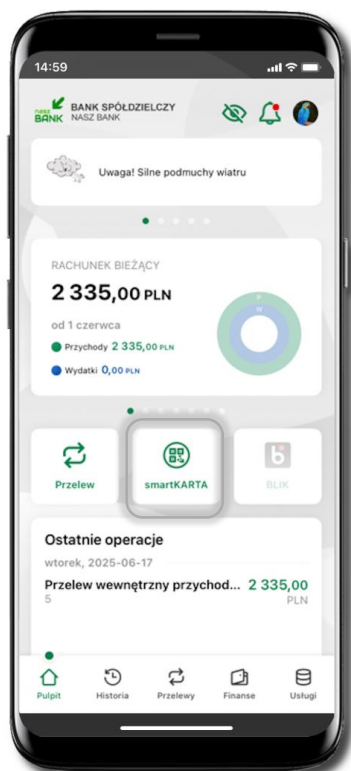 14:59
nasz
BANK
BANK SPÓŁDZIELCZY
NASZ BANK
Uwaga! Silne podmuchy wiatru
RACHUNEK BIEŻĄCY
2 335,00 PLN
od 1 czerwca
Przychody 2 335,00 PLN
Wydatki 0,00 PLN
P
W
Przelew
smartKARTA
BLIK
Ostatnie operacje
wtorek, 2025-06-17
Przelew wewnętrzny przychod... 2 335,00
5 PLN
Pulpit Historia Przelewy Finanse Usługi